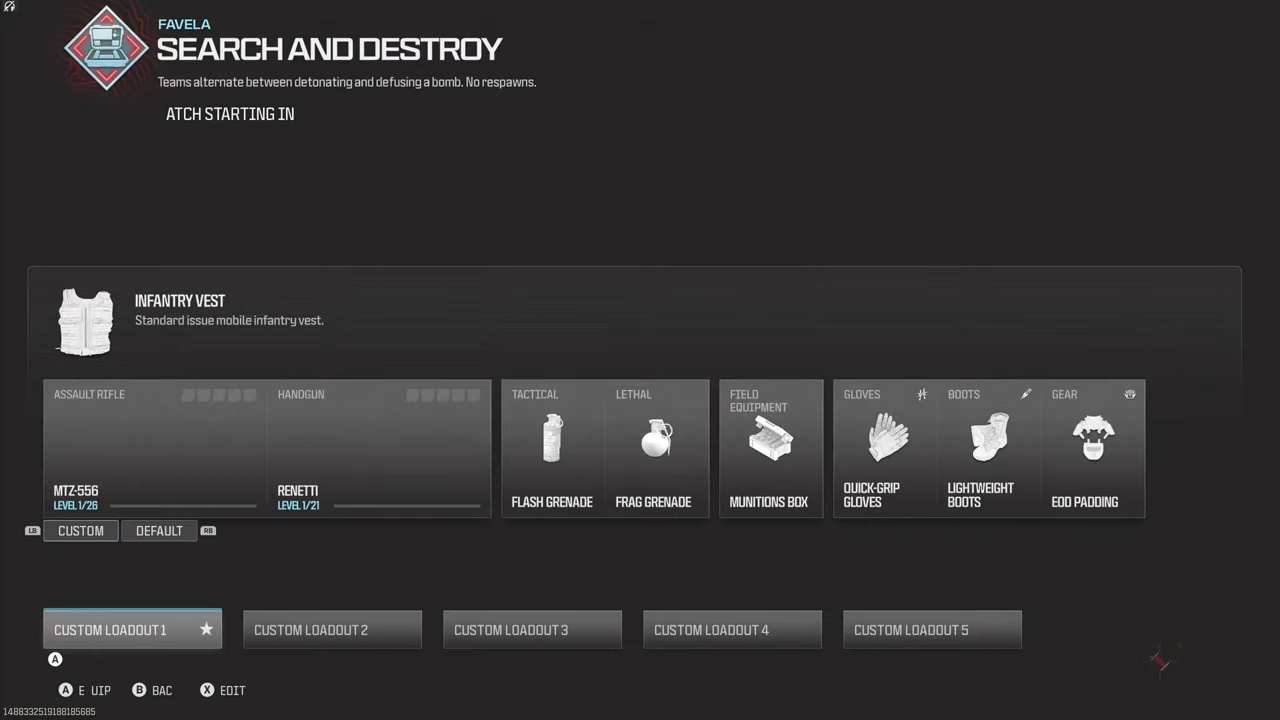 FAVELA
SEARCH AND DESTROY
Teams alternate between detonating and defusing a bomb. No respawns.
ATCH STARTING IN
INFANTRY VEST
Standard issue mobile infantry vest.
ASSAULT RIFLE
HANDGUN
TACTICAL
LETHAL
FIELD
EQUIPMENT
GLOVES
BOOTS
GEAR
MTZ-556
LEVEL 1/26
RENETTI
LEVEL 1/21
FLASH GRENADE
FRAG GRENADE
MUNITIONS BOX
QUICK-GRIP
GLOVES
LIGHTWEIGHT
BOOTS
EOD PADDING
LB CUSTOM DEFAULT RB
CUSTOM LOADOUT 1
CUSTOM LOADOUT 2
CUSTOM LOADOUT 3
CUSTOM LOADOUT 4
CUSTOM LOADOUT 5
A
A E UIP B BAC X EDIT
1488332519188185685